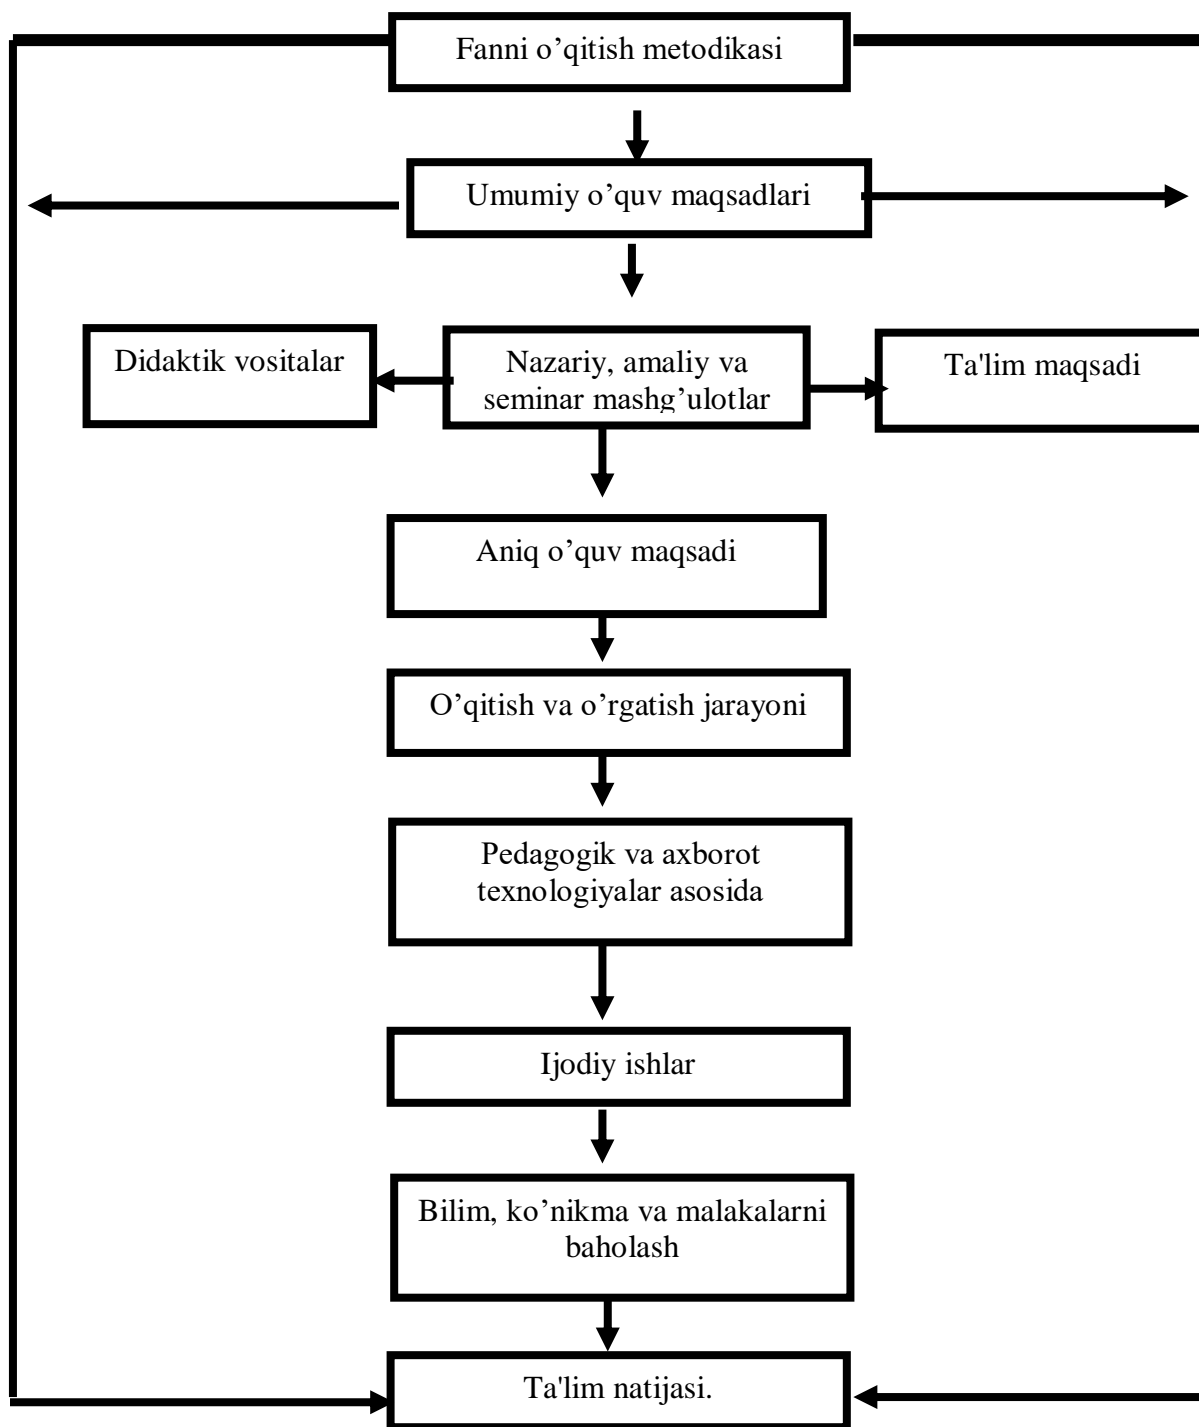 Fanni o’qitish metodikasi
Umumiy o’quv maqsadlari
Didaktik vositalar
Nazariy, amaliy va
seminar mashg’ulotlar
Ta'lim maqsadi
Aniq o’quv maqsadi
O’qitish va o’rgatish jarayoni
Pedagogik va axborot
texnologiyalar asosida
Ijodiy ishlar
Bilim, ko’nikma va malakalarni
baholash
Ta'lim natijasi.